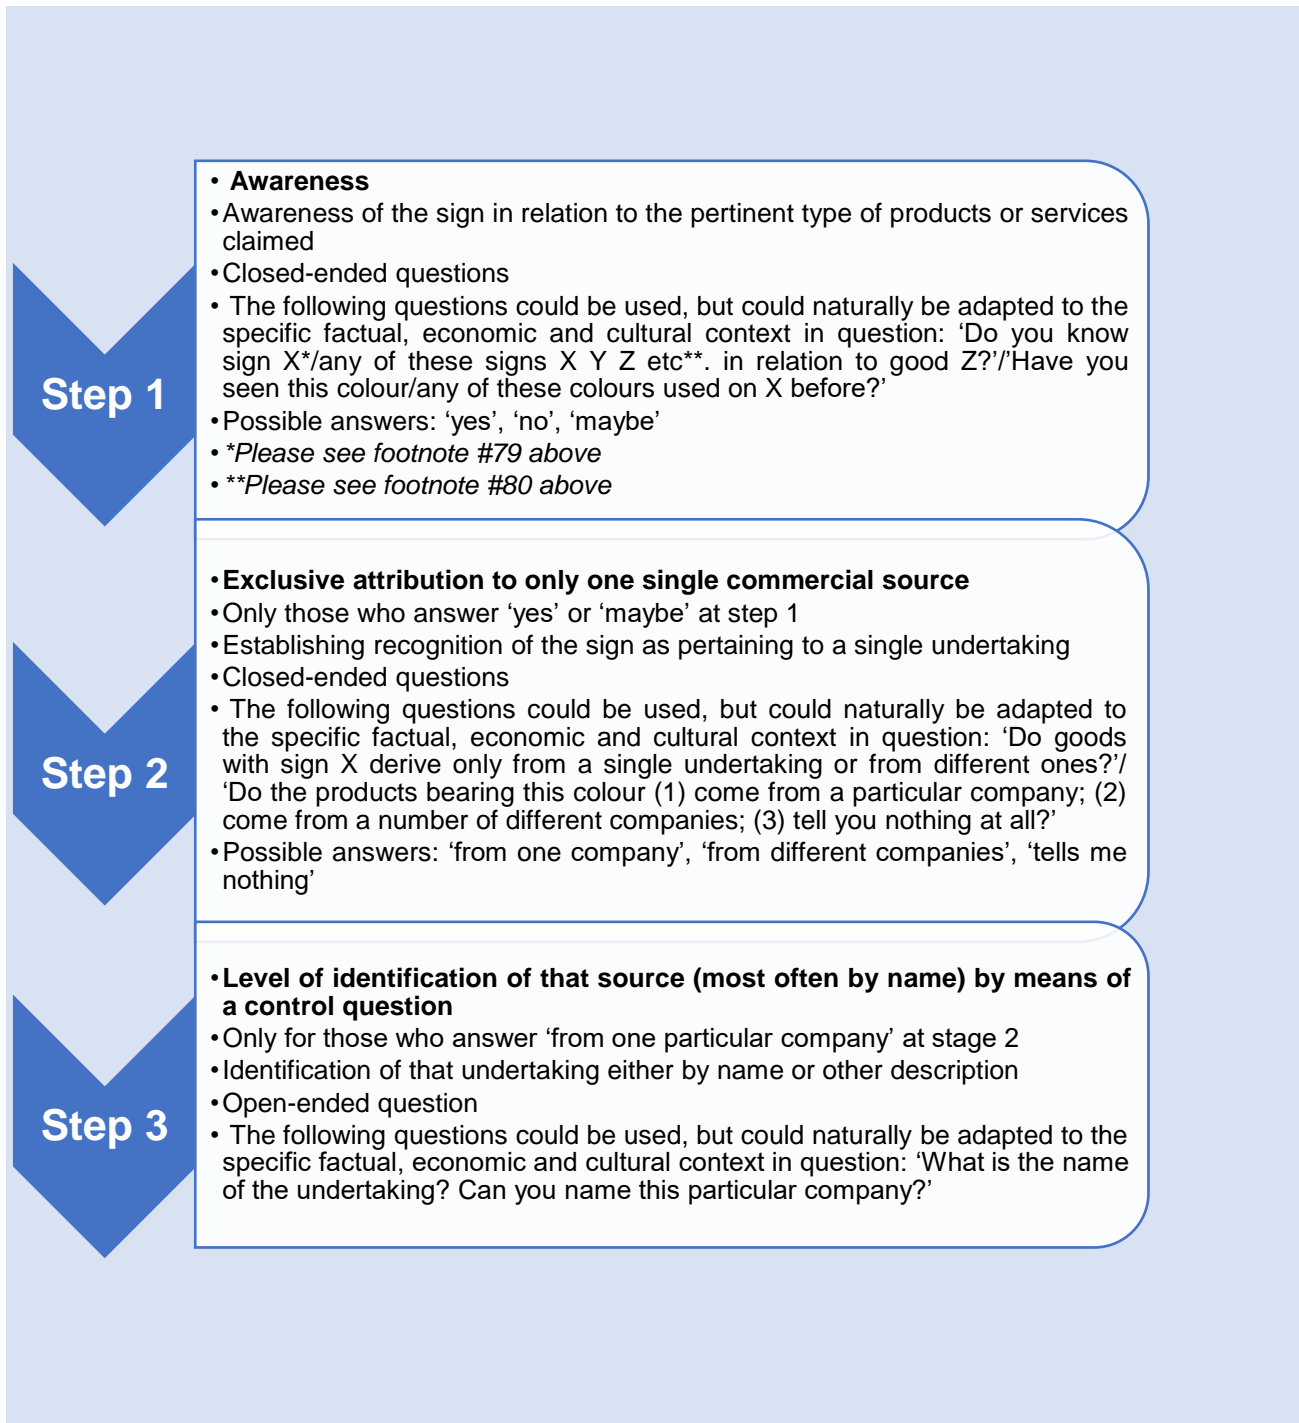 Step 1
• Awareness
•Awareness of the sign in relation to the pertinent type of products or services
claimed
•Closed-ended questions
• The following questions could be used, but could naturally be adapted to the
specific factual, economic and cultural context in question: ‘Do you know
sign X*/any of these signs X Y Z etc**. in relation to good Z?’/’Have you
seen this colour/any of these colours used on X before?’
•Possible answers: ‘yes’, ‘no’, ‘maybe’
• *Please see footnote #79 above
• **Please see footnote #80 above
Step 2
•Exclusive attribution to only one single commercial source
•Only those who answer ‘yes’ or ‘maybe’ at step 1
•Establishing recognition of the sign as pertaining to a single undertaking
•Closed-ended questions
• The following questions could be used, but could naturally be adapted to
the specific factual, economic and cultural context in question: ‘Do goods
with sign X derive only from a single undertaking or from different ones?’/
‘Do the products bearing this colour (1) come from a particular company; (2)
come from a number of different companies; (3) tell you nothing at all?’
•Possible answers: ‘from one company’, ‘from different companies’, ‘tells me
nothing’
Step 3
•Level of identification of that source (most often by name) by means of
a control question
•Only for those who answer ‘from one particular company’ at stage 2
•Identification of that undertaking either by name or other description
•Open-ended question
• The following questions could be used, but could naturally be adapted to the
specific factual, economic and cultural context in question: ‘What is the name
of the undertaking? Can you name this particular company?’